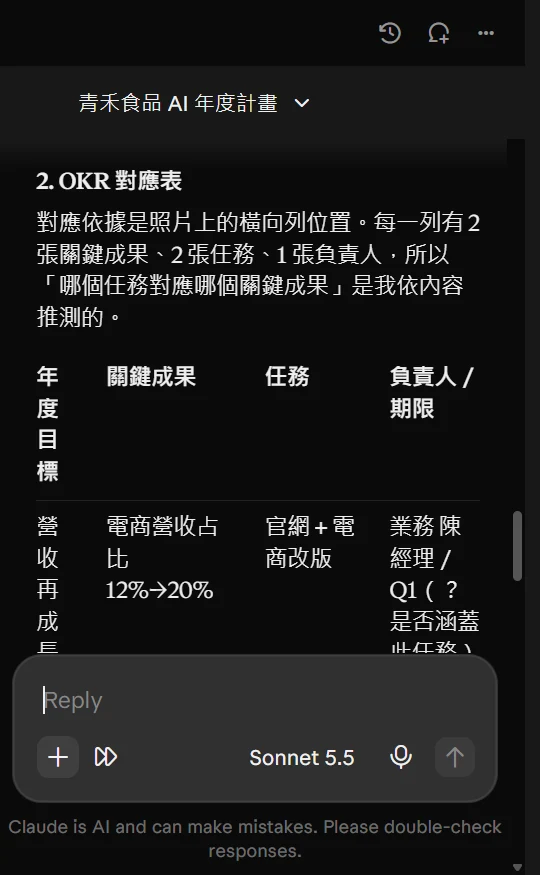 青禾食品 AI 年度計畫
2. OKR 對應表
對應依據是照片上的橫向列位置。每一列有 2
張關鍵成果、2 張任務、1 張負責人，所以
「哪個任務對應哪個關鍵成果」是我依內容
推測的。
年度目標
關鍵成果
任務
負責人 /
期限
營收再成長
電商營收占
比
12%→20%
官網 + 電
商改版
業務 陳
經理 /
Q1（？
是否涵蓋
此任務）
Reply
Sonnet 5.5
Claude is AI and can make mistakes. Please double-check
responses.